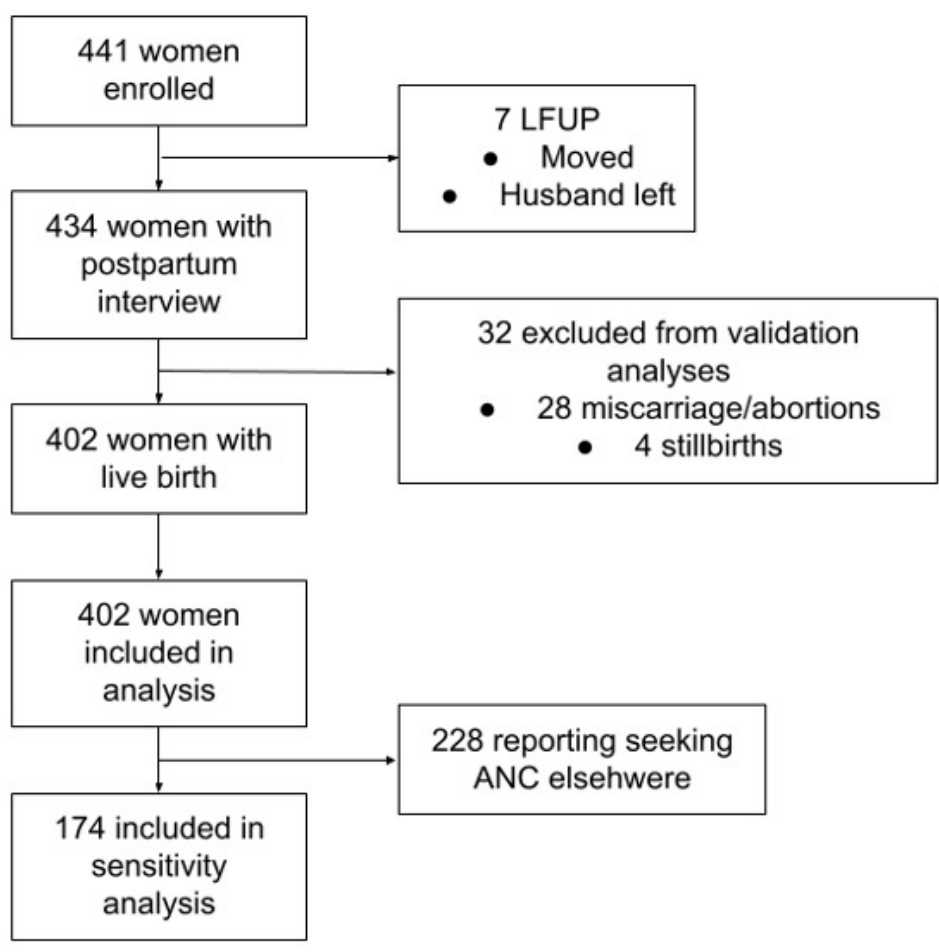 441 women
enrolled
7 LFUP
● Moved
● Husband left
434 women with
postpartum
interview
32 excluded from validation
analyses
● 28 miscarriage/abortions
● 4 stillbirths
402 women with
live birth
402 women
included in
analysis
228 reporting seeking
ANC elsehwere
174 included in
sensitivity
analysis